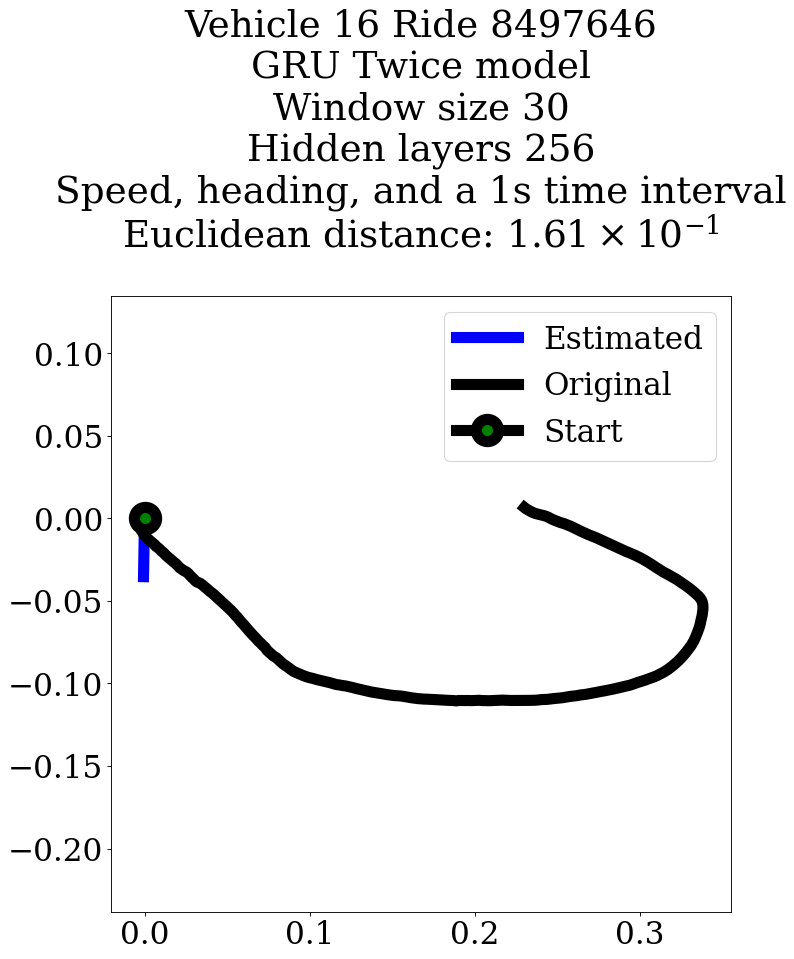 Vehicle 16 Ride 8497646
GRU Twice model
Window size 30
Hidden layers 256
Speed, heading, and a 1s time interval
Euclidean distance: 1.61 × 10⁻¹
Estimated
Original
Start
0.10
0.05
0.00
−0.05
−0.10
−0.15
−0.20
0.0 0.1 0.2 0.3